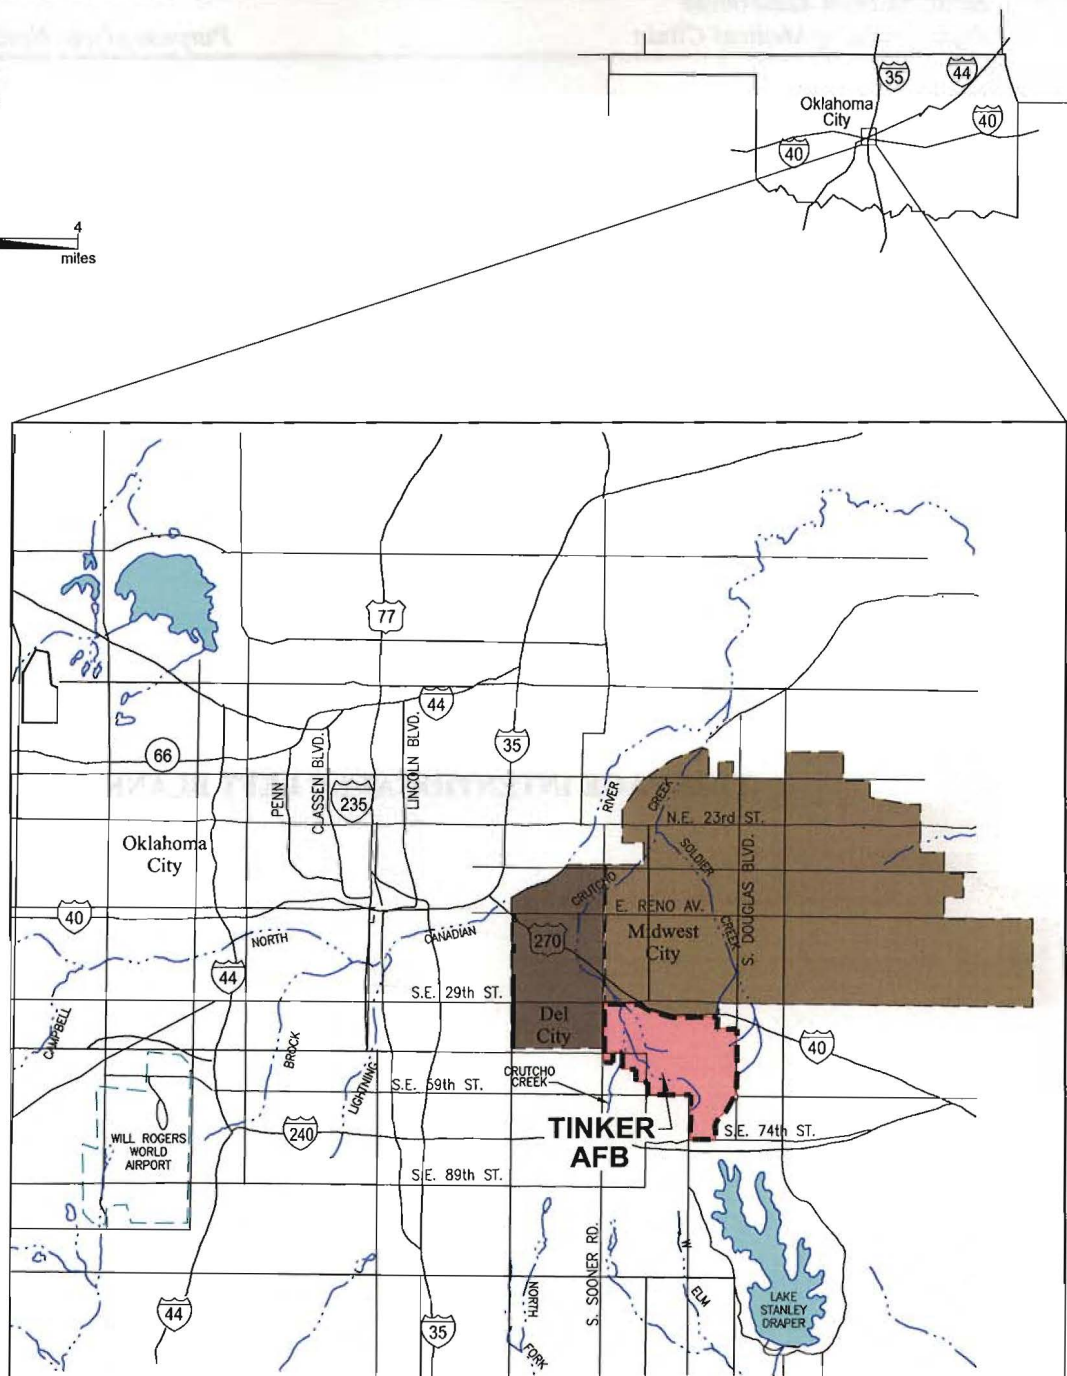 35
44
Oklahoma
City
40
40
4
miles
77
44
35
66
PENN
CLASSEN BLVD.
235
LINCOLN BLVD.
RIVER
CREEK
N.E. 23rd ST.
Oklahoma
City
SOLDIER
CREEK
S. DOUGLAS BLVD.
CRUTCHO
E. RENO AV.
40
NORTH
CANADIAN
270
Midwest
City
44
S.E. 29th ST.
Del
City
CAMPBELL
BROCK
LIGHTNING
40
CRUTCHO
CREEK
S.E. 59th ST.
TINKER
AFB
S.E. 74th ST.
WILL ROGERS
WORLD
AIRPORT
240
S.E. 89th ST.
S. SOONER RD.
NORTH
FORK
W
ELM
LAKE
STANLEY
DRAPER
44
35